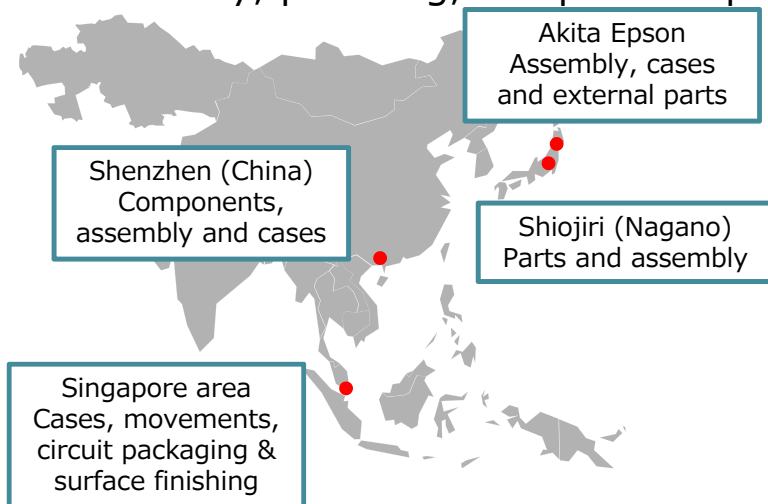 Akita Epson
Assembly, cases
and external parts
Shenzhen (China)
Components,
assembly and cases
Shiojiri (Nagano)
Parts and assembly
Singapore area
Cases, movements,
circuit packaging &
surface finishing